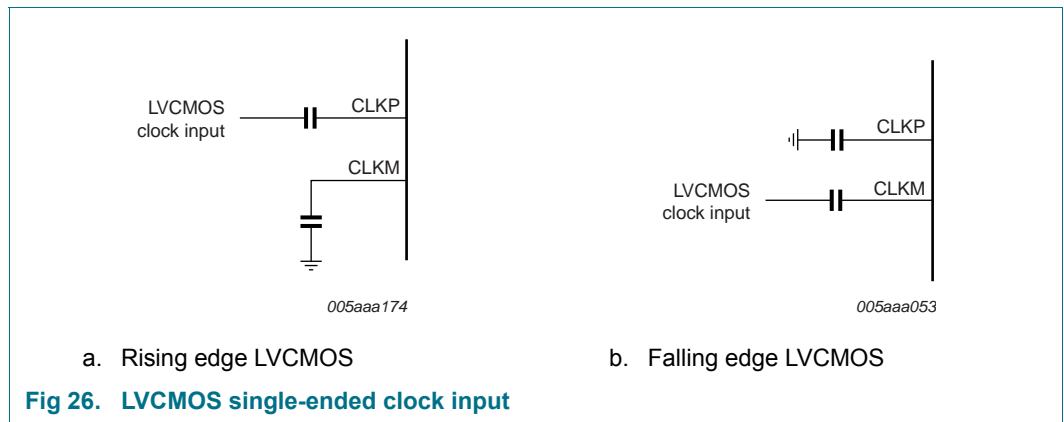 LVCMOS
clock input
CLKP
CLKM
005aaa174
a. Rising edge LVCMOS
CLKP
LVCMOS
clock input
CLKM
005aaa053
b. Falling edge LVCMOS
Fig 26. LVCMOS single-ended clock input